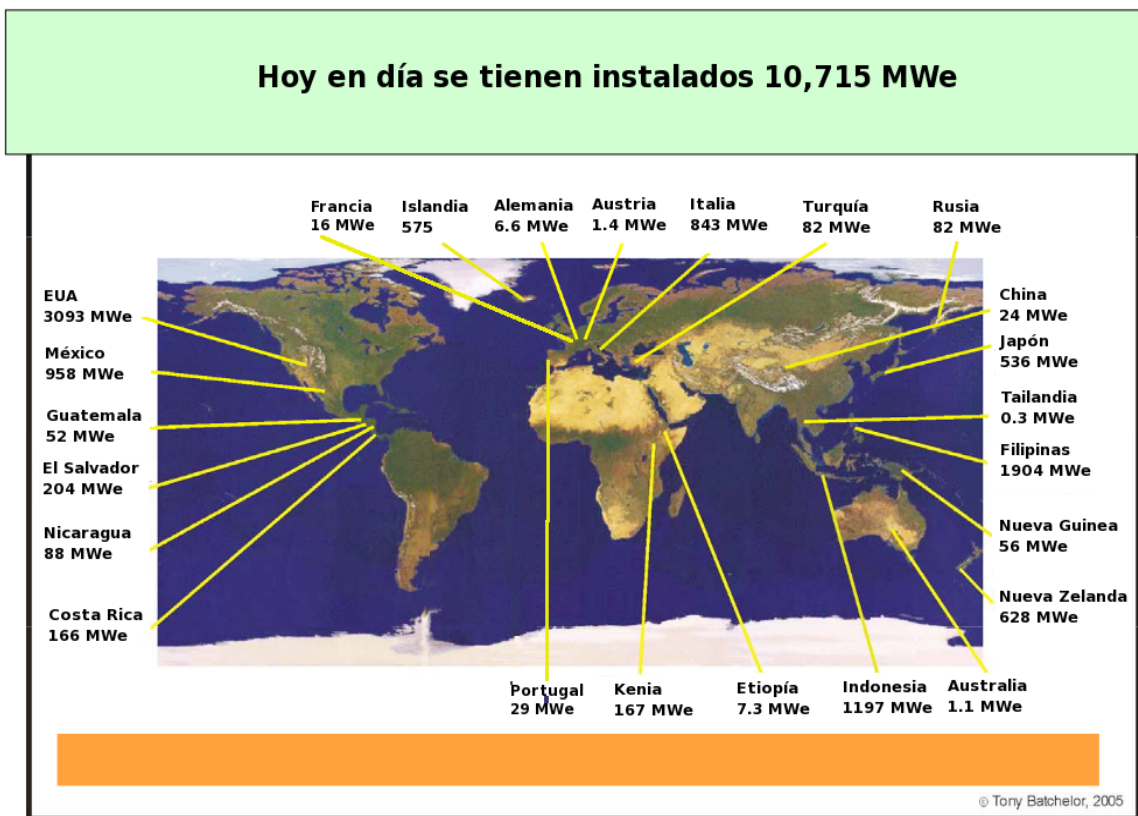 Hoy en día se tienen instalados 10,715 MWe
Francia
16 MWe
Islandia
575
Alemania
6.6 MWe
Austria
1.4 MWe
Italia
843 MWe
Turquía
82 MWe
Rusia
82 MWe
EUA
3093 MWe
México
958 MWe
Guatemala
52 MWe
El Salvador
204 MWe
Nicaragua
88 MWe
Costa Rica
166 MWe
China
24 MWe
Japón
536 MWe
Tailandia
0.3 MWe
Filipinas
1904 MWe
Nueva Guinea
56 MWe
Nueva Zelanda
628 MWe
Portugal
29 MWe
Kenia
167 MWe
Etiopía
7.3 MWe
Indonesia
1197 MWe
Australia
1.1 MWe
© Tony Batchelor, 2005